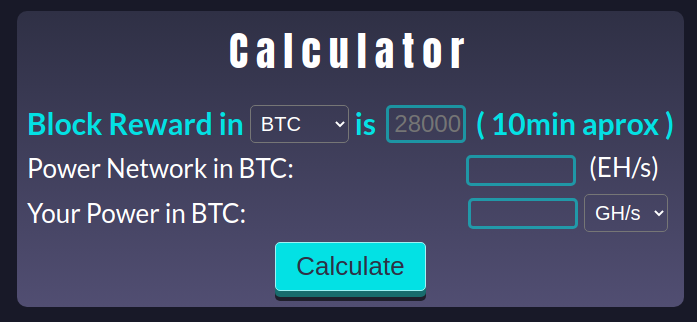 Calculator
Block Reward in BTC is 28000 ( 10min aprox )
Power Network in BTC: (EH/s)
Your Power in BTC: GH/s
Calculate